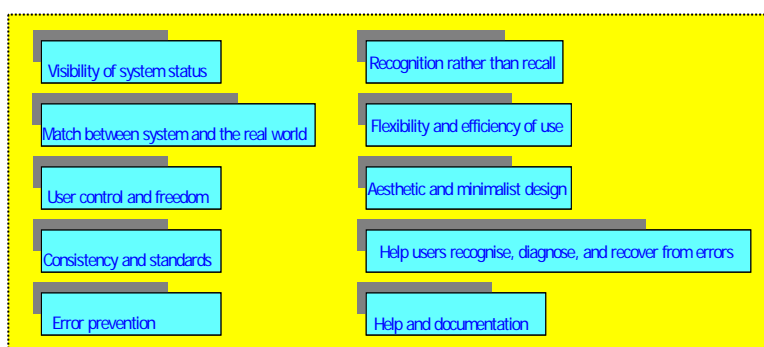 Visibility of system status
Match between system and the real world
User control and freedom
Consistency and standards
Error prevention
Recognition rather than recall
Flexibility and efficiency of use
Aesthetic and minimalist design
Help users recognise, diagnose, and recover from errors
Help and documentation